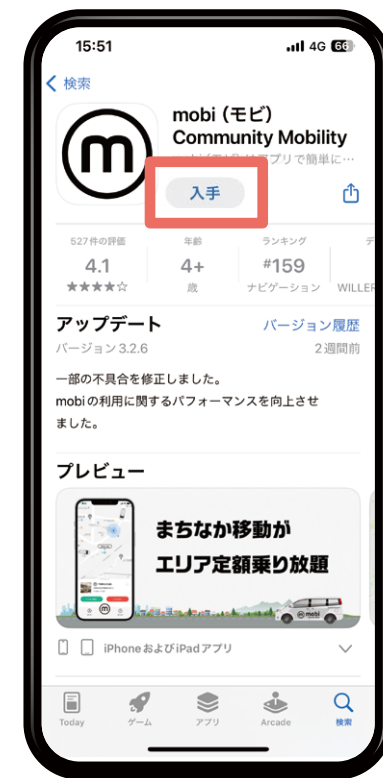 15:51
4G 66
検索
mobi（モビ）
Community Mobility
アプリで簡単に…
入手
527件の評価
年齢
ランキング
4.1
4+
#159
★★★★☆
歳
ナビゲーション
WILLER
アップデート
バージョン履歴
バージョン 3.2.6
2週間前
一部の不具合を修正しました。
mobiの利用に関するパフォーマンスを向上させ
ました。
プレビュー
まちなか移動が
エリア定額乗り放題
mobi
iPhoneおよびiPadアプリ
Today
ゲーム
アプリ
Arcade
検索